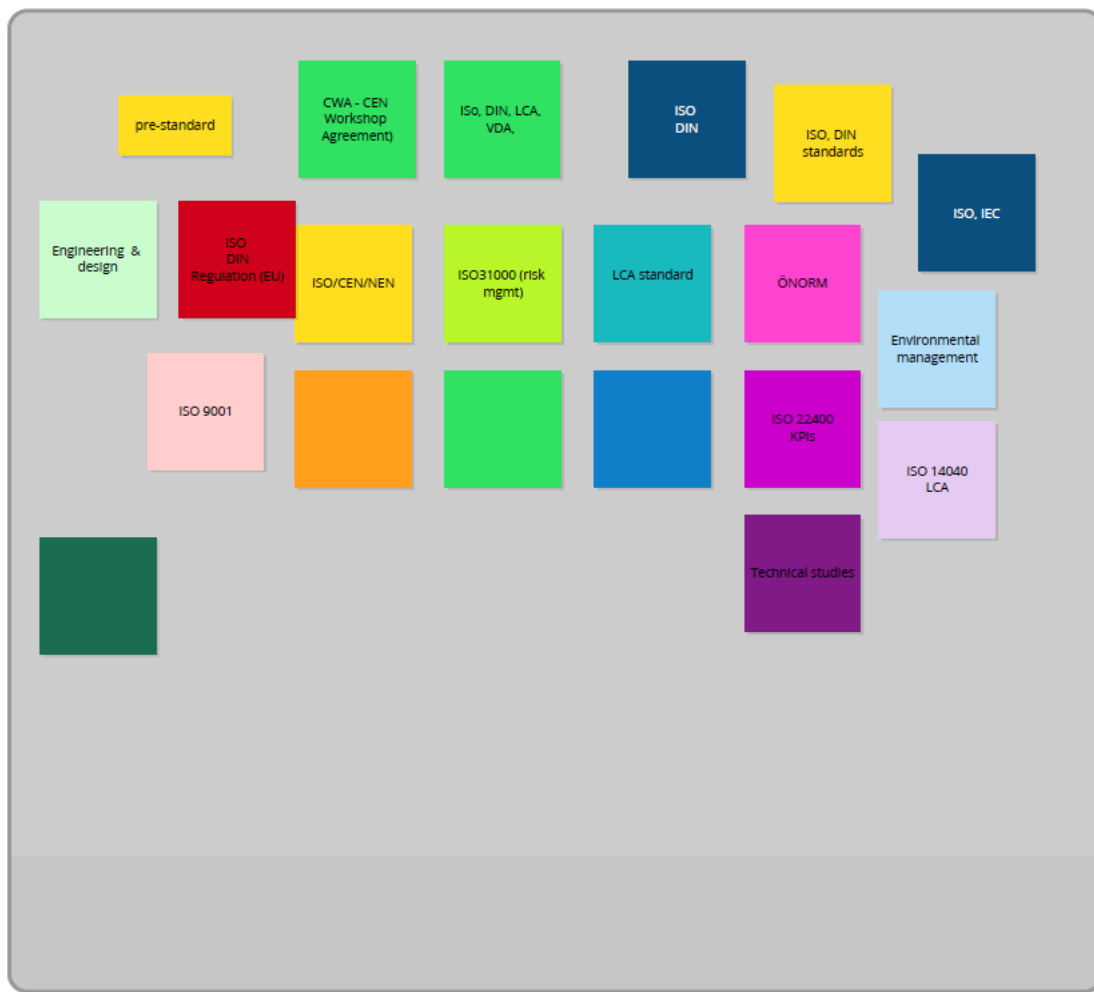 pre-standard
CWA - CEN
Workshop
Agreement)
ISo, DIN, LCA,
VDA,
ISO
DIN
ISO, DIN
standards
ISO, IEC
Engineering &
design
ISO
DIN
Regulation (EU)
ISO/CEN/NEN
ISO31000 (risk
mgmt)
LCA standard
ÖNORM
Environmental
management
ISO 9001
ISO 22400
KPIs
ISO 14040
LCA
Technical studies